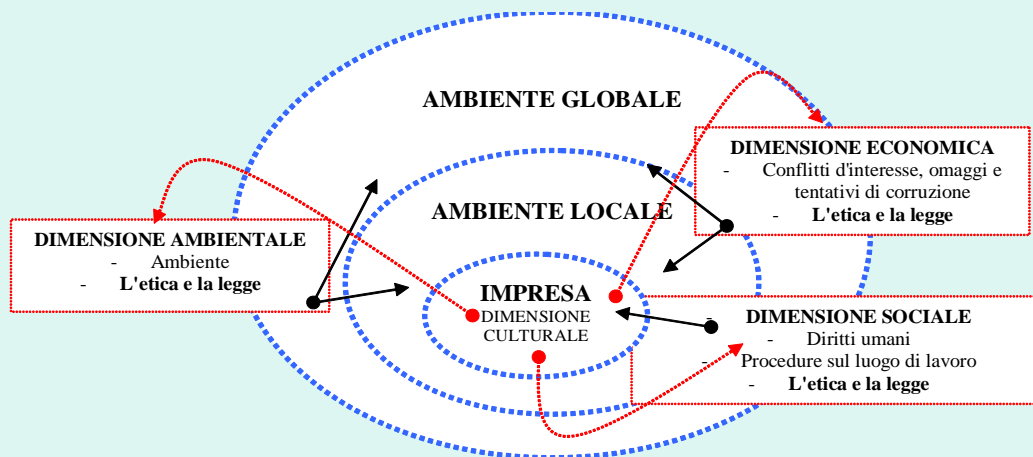 AMBIENTE GLOBALE
DIMENSIONE ECONOMICA
- Conflitti d'interesse, omaggi e
tentativi di corruzione
- L'etica e la legge
AMBIENTE LOCALE
DIMENSIONE AMBIENTALE
- Ambiente
- L'etica e la legge
IMPRESA
DIMENSIONE
CULTURALE
- DIMENSIONE SOCIALE
- Diritti umani
- Procedure sul luogo di lavoro
- L'etica e la legge